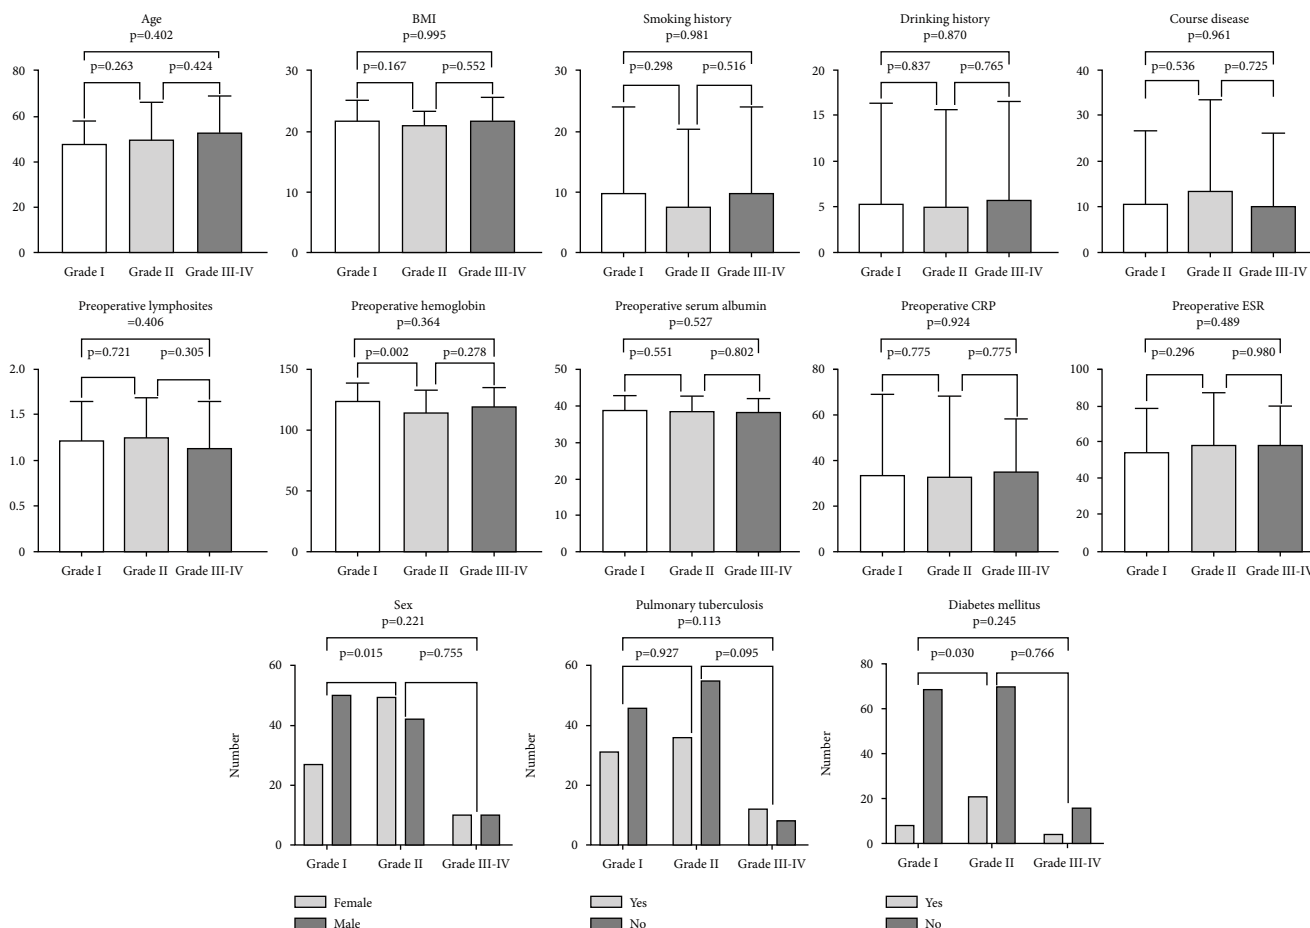 Age
p=0.402
p=0.263
p=0.424
80
60
40
20
0
Grade I
Grade II
Grade III-IV
BMI
p=0.995
p=0.167
p=0.552
30
20
10
0
Grade I
Grade II
Grade III-IV
Smoking history
p=0.981
p=0.298
p=0.516
30
20
10
0
Grade I
Grade II
Grade III-IV
Drinking history
p=0.870
p=0.837
p=0.765
20
15
10
5
0
Grade I
Grade II
Grade III-IV
Course disease
p=0.961
p=0.536
p=0.725
40
30
20
10
0
Grade I
Grade II
Grade III-IV
Preoperative lymphosites
=0.406
p=0.721
p=0.305
2.0
1.5
1.0
0.5
0
Grade I
Grade II
Grade III-IV
Preoperative hemoglobin
p=0.364
p=0.002
p=0.278
150
100
50
0
Grade I
Grade II
Grade III-IV
Preoperative serum albumin
p=0.527
p=0.551
p=0.802
50
40
30
20
10
0
Grade I
Grade II
Grade III-IV
Preoperative CRP
p=0.924
p=0.775
p=0.775
80
60
40
20
0
Grade I
Grade II
Grade III-IV
Preoperative ESR
p=0.489
p=0.296
p=0.980
100
80
60
40
20
0
Grade I
Grade II
Grade III-IV
Sex
p=0.221
p=0.015
p=0.755
Number
60
40
20
0
Grade I
Grade II
Grade III-IV
Female
Male
Pulmonary tuberculosis
p=0.113
p=0.927
p=0.095
Number
60
40
20
0
Grade I
Grade II
Grade III-IV
Yes
No
Diabetes mellitus
p=0.245
p=0.030
p=0.766
Number
80
60
40
20
0
Grade I
Grade II
Grade III-IV
Yes
No